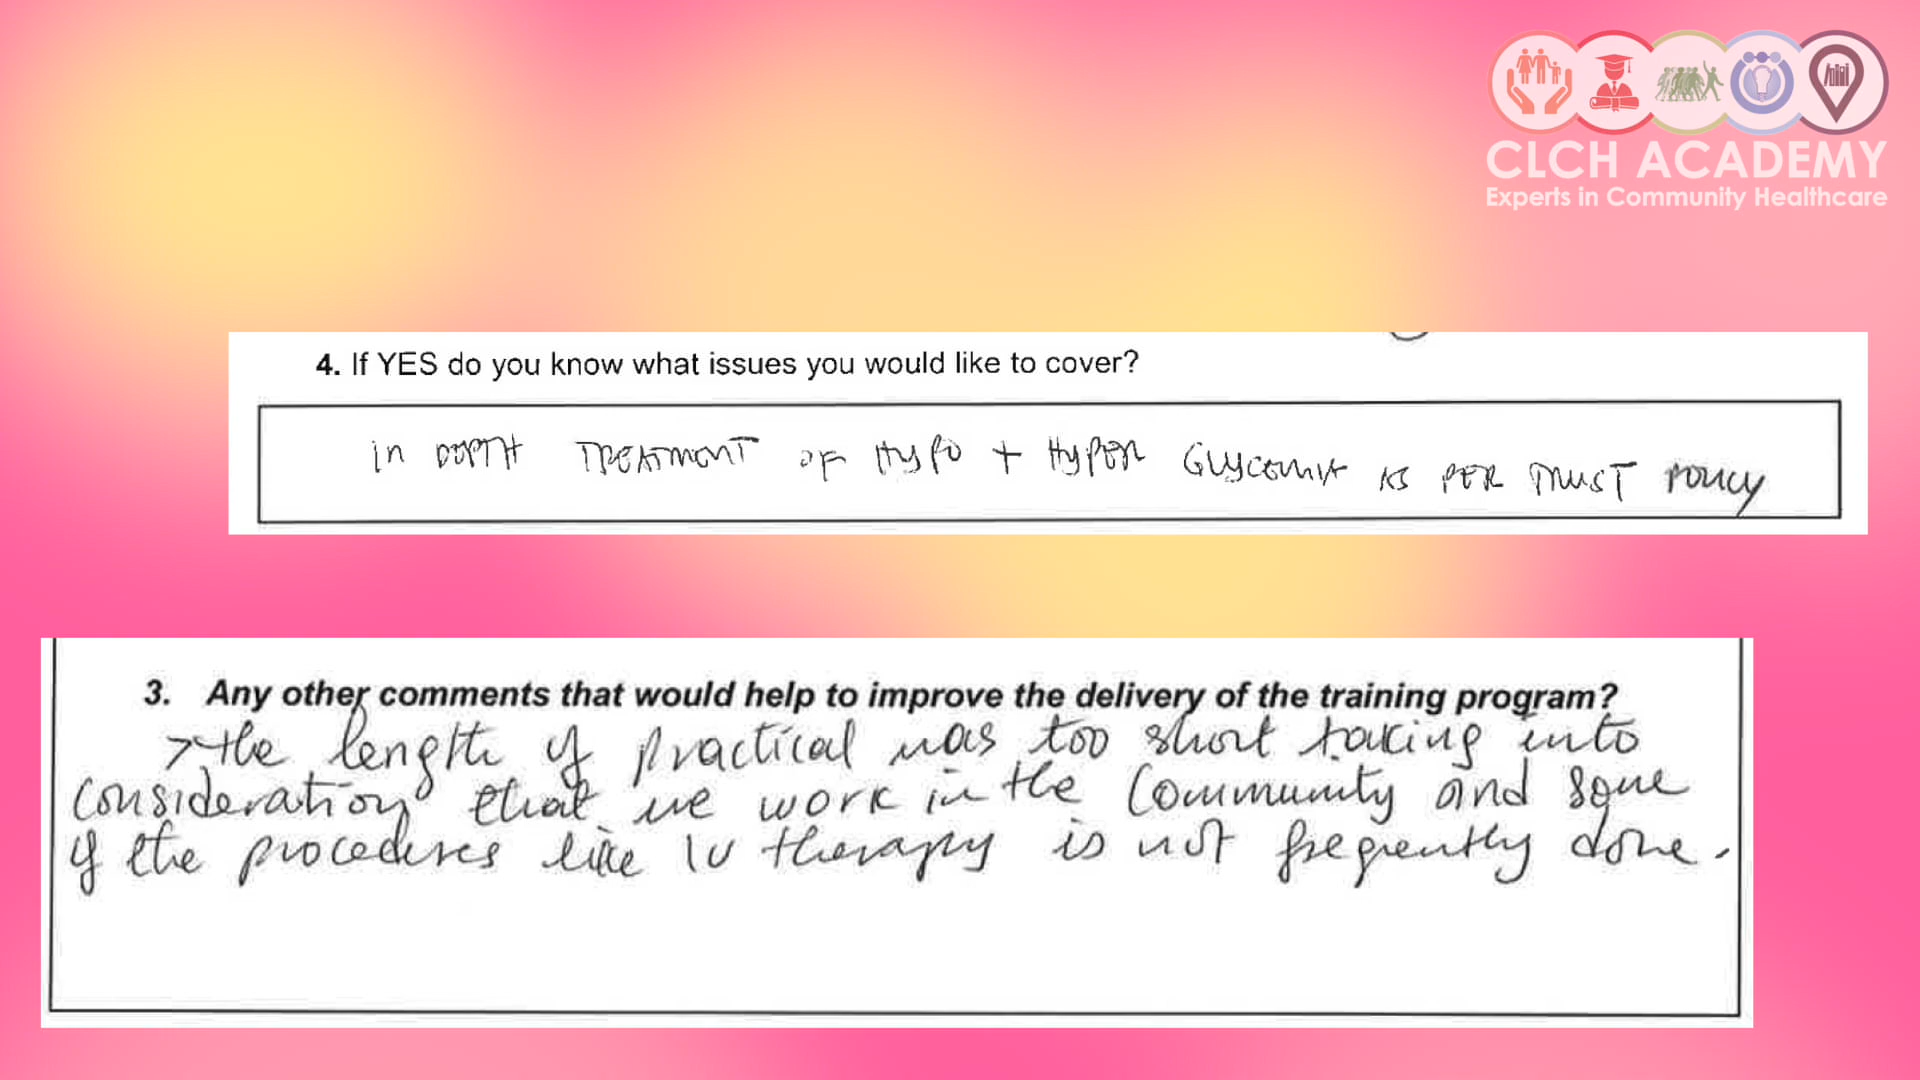 CLCH ACADEMY
Experts in Community Healthcare
4. If YES do you know what issues you would like to cover?
in DEPTH TREATMENT OF Hypo + Hyper GLYCEMIA AS PER TRUST POLICY
3. Any other comments that would help to improve the delivery of the training program?
> the length of practical was too short taking into
consideration that we work in the Community and some
of the procedures like IV therapy is not freqently done.